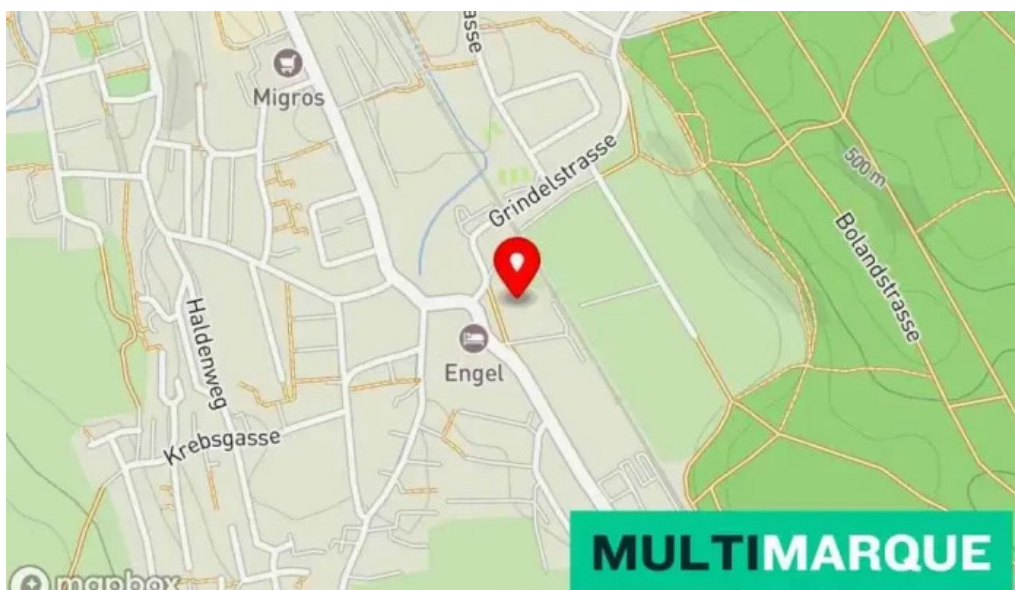 Migros
asse
Grindelstrasse
500 m
Bolandstrasse
Haldenweg
Engel
Krebsgasse
MULTIMARQUE
mapbox